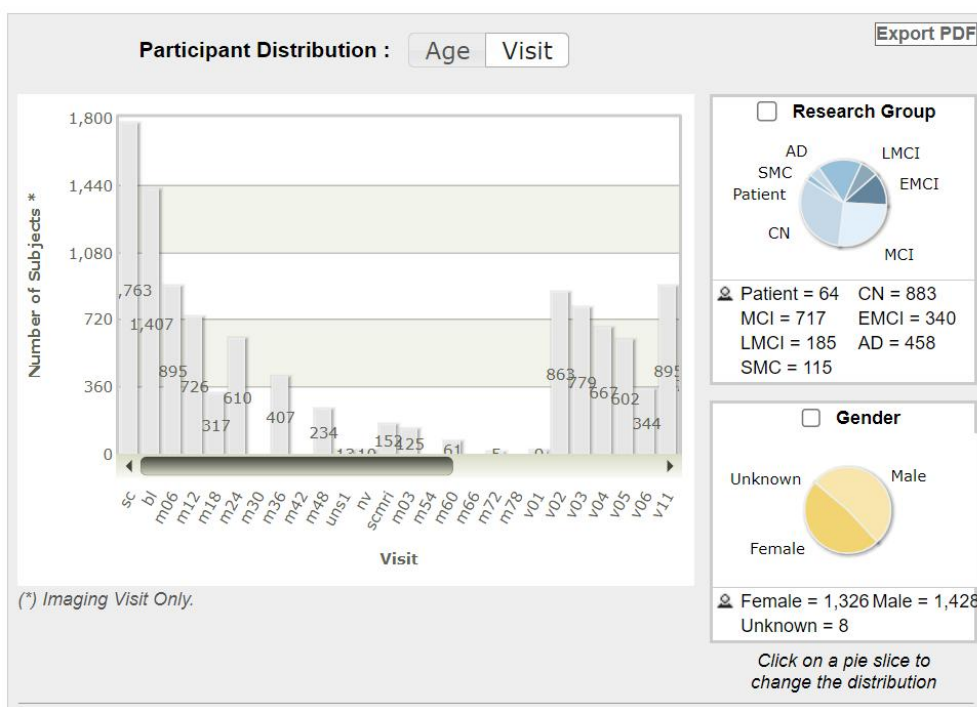 Participant Distribution : Age Visit
Export PDF
Number of Subjects *
1,800
1,440
1,080
720
360
0
,763
1,407
895
726
317
610
407
234
152
125
61
863
779
667
602
344
895
sc
bl
m06
m12
m18
m24
m30
m36
m42
m48
uns1
nv
scmri
m03
m54
m60
m66
m72
m78
v01
v02
v03
v04
v05
v06
v11
Visit
(*) Imaging Visit Only.
Research Group
AD
LMCI
SMC
EMCI
Patient
CN
MCI
Patient = 64 CN = 883
MCI = 717 EMCI = 340
LMCI = 185 AD = 458
SMC = 115
Gender
Unknown
Male
Female
Female = 1,326 Male = 1,428
Unknown = 8
Click on a pie slice to
change the distribution